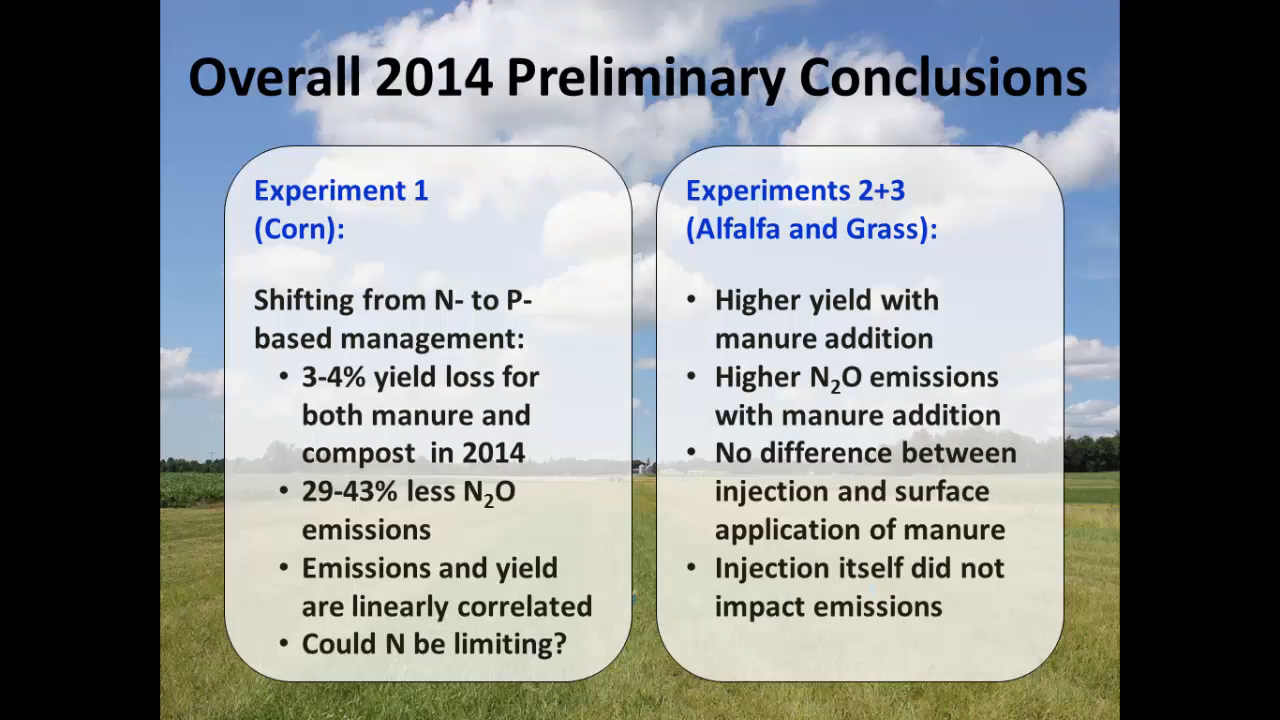 Overall 2014 Preliminary Conclusions
Experiment 1
(Corn):
Shifting from N- to P-
based management:
• 3-4% yield loss for
both manure and
compost in 2014
• 29-43% less N₂O
emissions
• Emissions and yield
are linearly correlated
• Could N be limiting?
Experiments 2+3
(Alfalfa and Grass):
• Higher yield with
manure addition
• Higher N₂O emissions
with manure addition
• No difference between
injection and surface
application of manure
• Injection itself did not
impact emissions